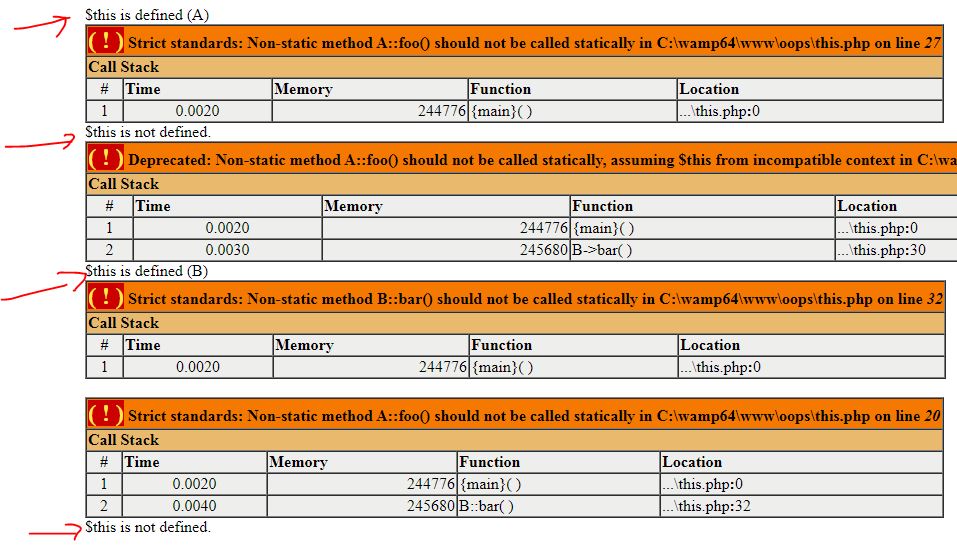 $this is defined (A)
( ! ) Strict standards: Non-static method A::foo() should not be called statically in C:\wamp64\www\oops\this.php on line 27
Call Stack
# Time Memory Function Location
1 0.0020 244776 {main}( ) ...\this.php:0
$this is not defined.
( ! ) Deprecated: Non-static method A::foo() should not be called statically, assuming $this from incompatible context in C:\wa
Call Stack
# Time Memory Function Location
1 0.0020 244776 {main}( ) ...\this.php:0
2 0.0030 245680 B->bar( ) ...\this.php:30
$this is defined (B)
( ! ) Strict standards: Non-static method B::bar() should not be called statically in C:\wamp64\www\oops\this.php on line 32
Call Stack
# Time Memory Function Location
1 0.0020 244776 {main}( ) ...\this.php:0
( ! ) Strict standards: Non-static method A::foo() should not be called statically in C:\wamp64\www\oops\this.php on line 20
Call Stack
# Time Memory Function Location
1 0.0020 244776 {main}( ) ...\this.php:0
2 0.0040 245680 B::bar( ) ...\this.php:32
$this is not defined.